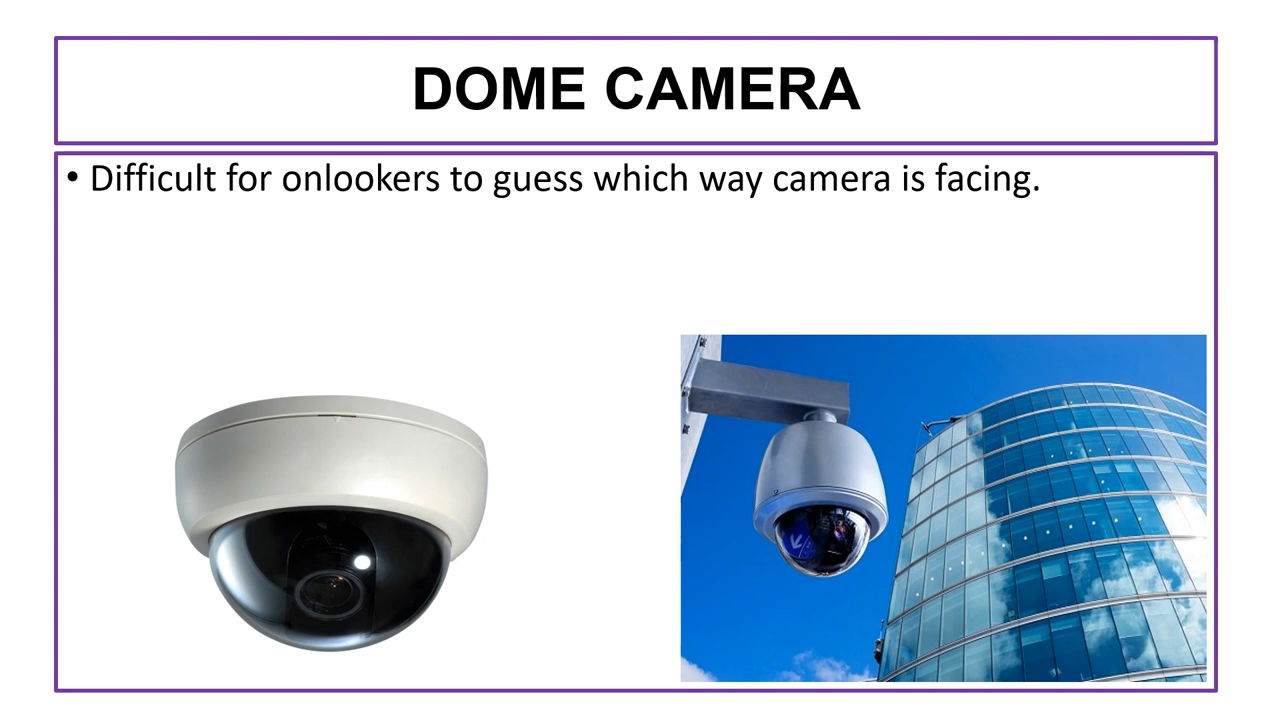 DOME CAMERA
• Difficult for onlookers to guess which way camera is facing.